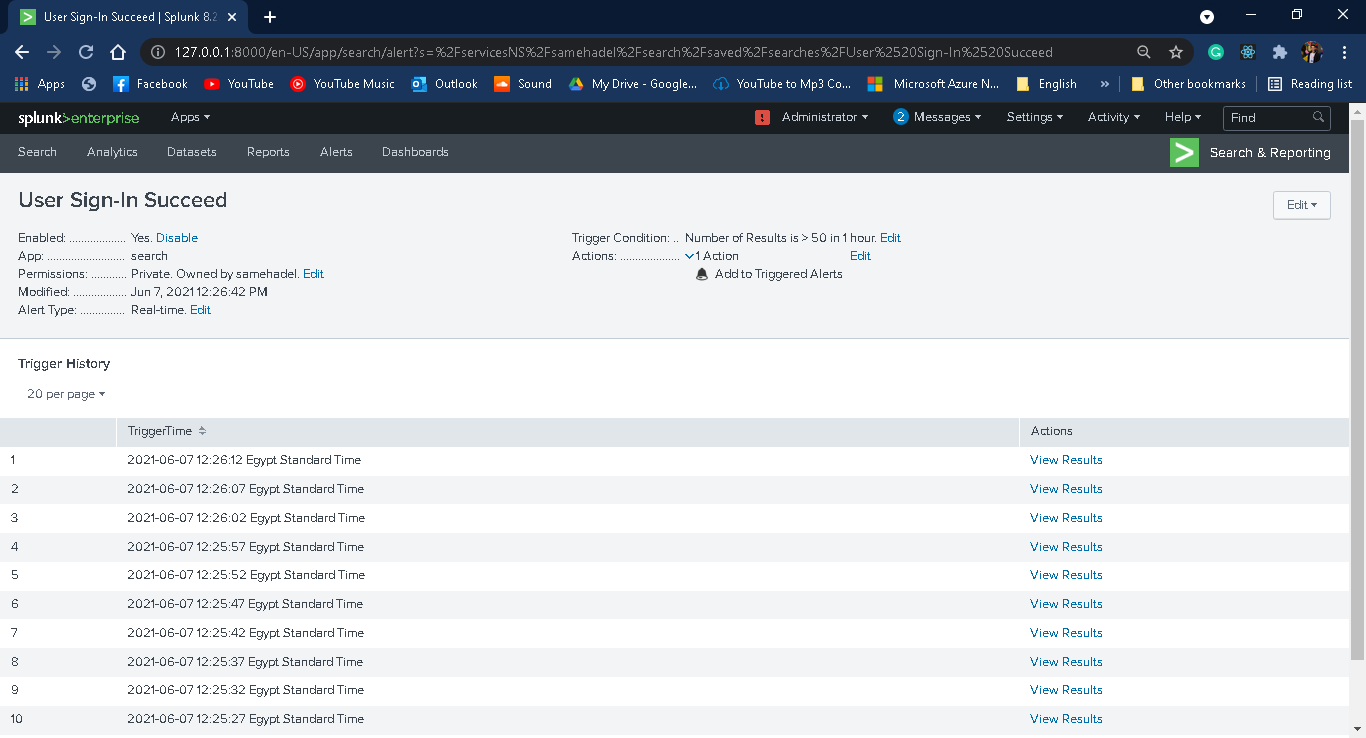 User Sign-In Succeed | Splunk 8.2
127.0.0.1:8000/en-US/app/search/alert?s=%2FservicesNS%2Fsamehadel%2Fsearch%2Fsaved%2Fsearches%2FUser%2520Sign-In%2520Succeed
Apps Facebook YouTube YouTube Music Outlook Sound My Drive - Google... YouTube to Mp3 Co... Microsoft Azure N... English » Other bookmarks Reading list
splunk>enterprise Apps ! Administrator 2 Messages Settings Activity Help Find
Search Analytics Datasets Reports Alerts Dashboards Search & Reporting
User Sign-In Succeed
Edit
Enabled: ................... Yes. Disable
Trigger Condition: .. Number of Results is > 50 in 1 hour. Edit
App: .......................... search
Actions: .................... 1 Action Edit
Permissions: ............ Private. Owned by samehadel. Edit
Add to Triggered Alerts
Modified: .................. Jun 7, 2021 12:26:42 PM
Alert Type: ............... Real-time. Edit
Trigger History
20 per page
TriggerTime Actions
1 2021-06-07 12:26:12 Egypt Standard Time View Results
2 2021-06-07 12:26:07 Egypt Standard Time View Results
3 2021-06-07 12:26:02 Egypt Standard Time View Results
4 2021-06-07 12:25:57 Egypt Standard Time View Results
5 2021-06-07 12:25:52 Egypt Standard Time View Results
6 2021-06-07 12:25:47 Egypt Standard Time View Results
7 2021-06-07 12:25:42 Egypt Standard Time View Results
8 2021-06-07 12:25:37 Egypt Standard Time View Results
9 2021-06-07 12:25:32 Egypt Standard Time View Results
10 2021-06-07 12:25:27 Egypt Standard Time View Results